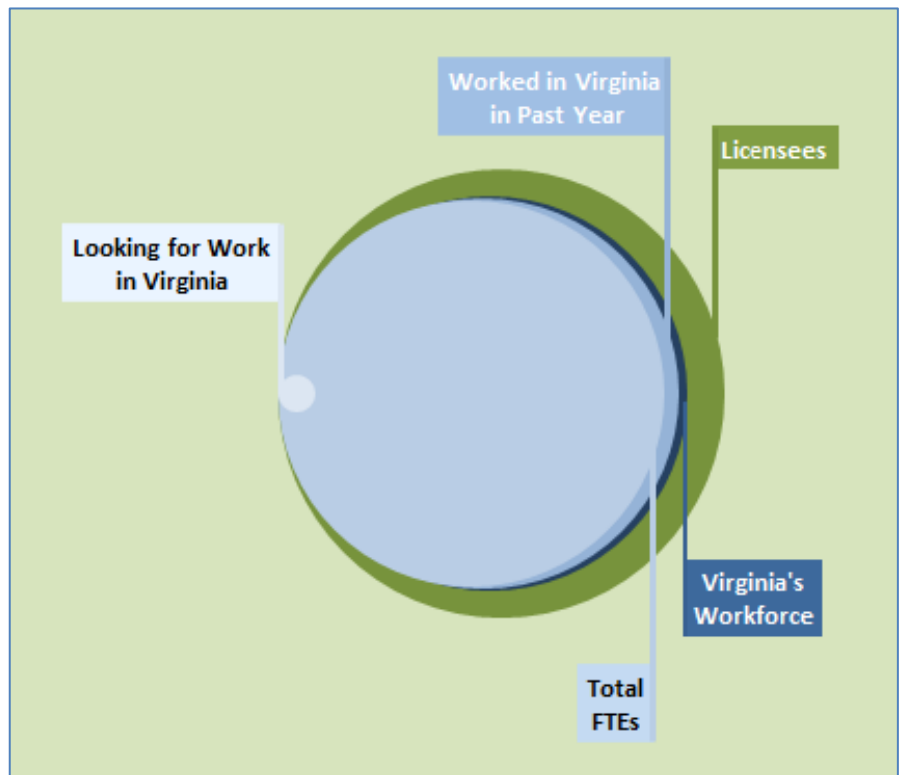 Worked in Virginia
in Past Year
Licensees
Looking for Work
in Virginia
Virginia's
Workforce
Total
FTEs